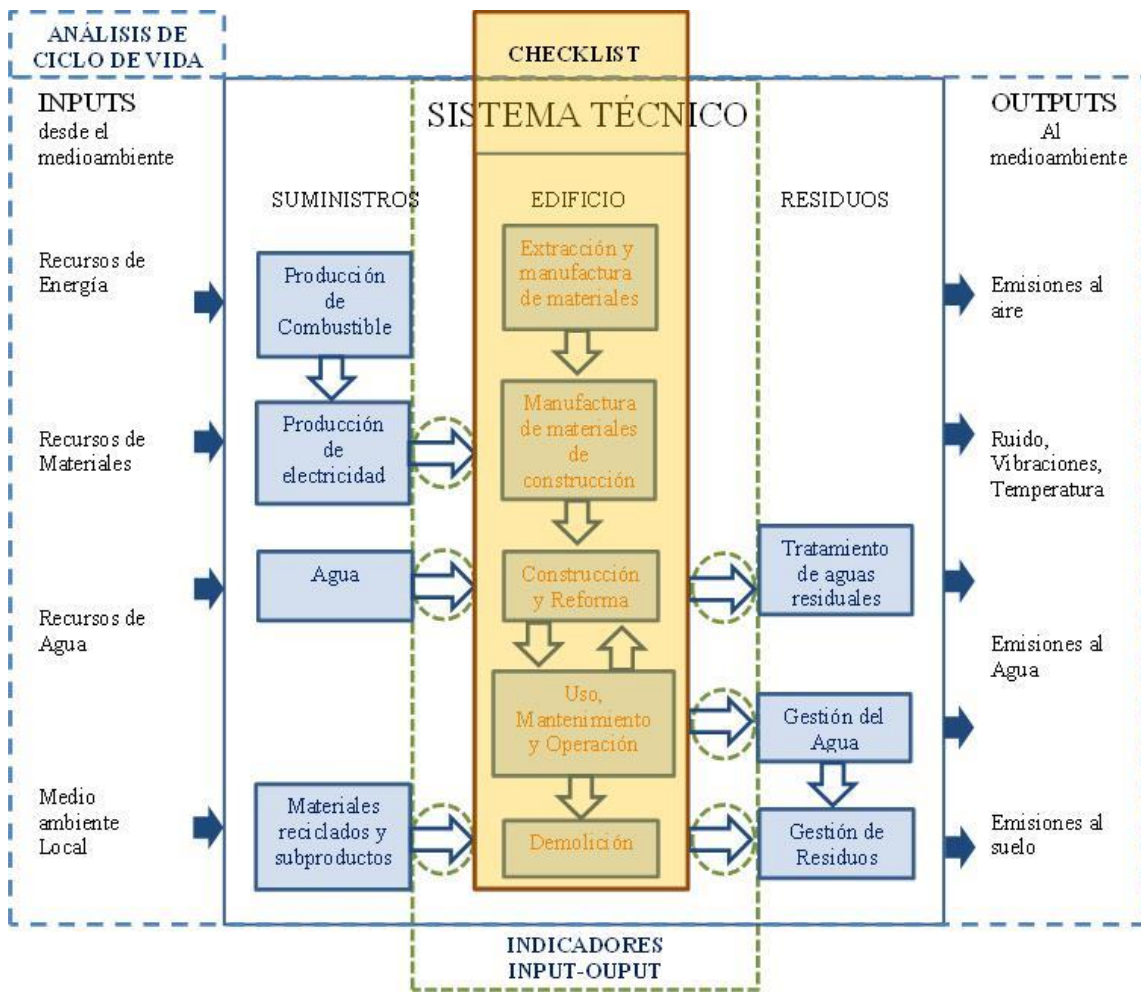 ANÁLISIS DE
CICLO DE VIDA
CHECKLIST
INPUTS
desde el
medioambiente
SISTEMA TÉCNICO
OUTPUTS
Al
medioambiente
SUMINISTROS
EDIFICIO
RESIDUOS
Recursos de
Energía
Recursos de
Materiales
Recursos de
Agua
Medio
ambiente
Local
Producción
de
Combustible
Producción
de
electricidad
Agua
Materiales
reciclados y
subproductos
Extracción y
manufactura
de materiales
Manufactura
de materiales
de
construcción
Construcción
y Reforma
Uso,
Mantenimiento
y Operación
Demolición
Tratamiento
de aguas
residuales
Gestión del
Agua
Gestión de
Residuos
Emisiones al
aire
Ruido,
Vibraciones,
Temperatura
Emisiones al
Agua
Emisiones al
suelo
INDICADORES
INPUT-OUPUT